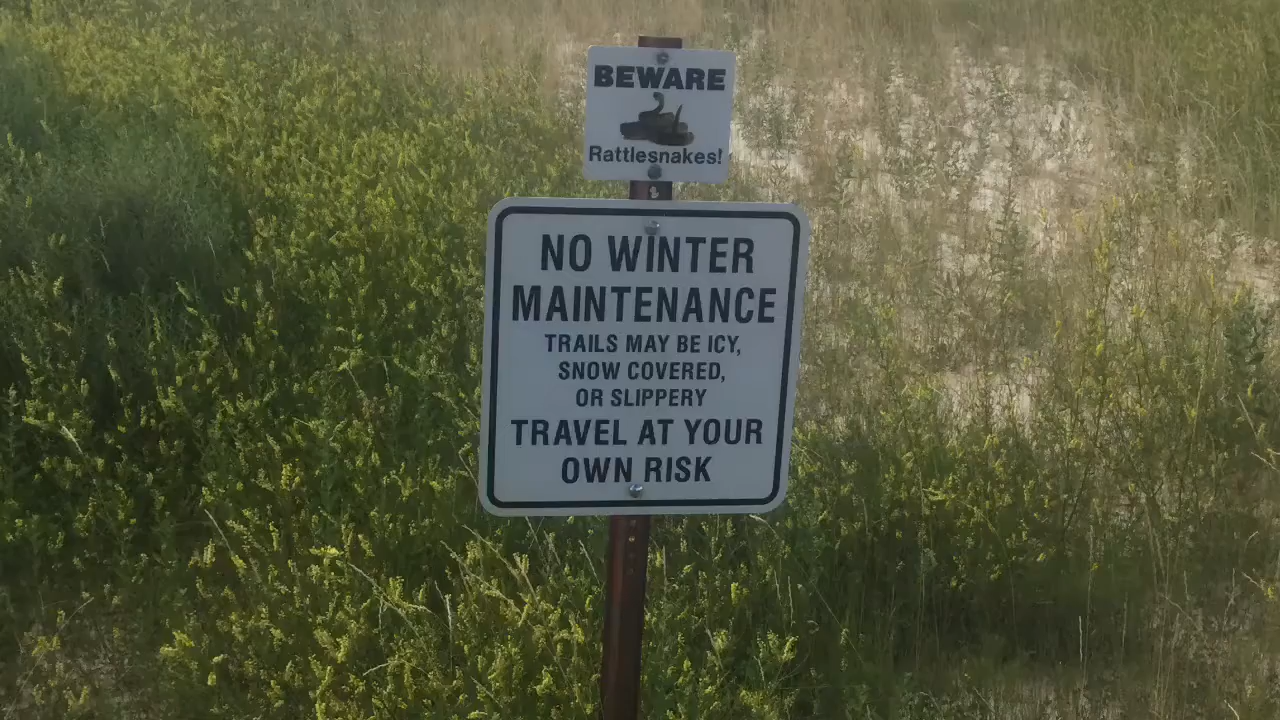 BEWARE
Rattlesnakes!
NO WINTER
MAINTENANCE
TRAILS MAY BE ICY,
SNOW COVERED,
OR SLIPPERY
TRAVEL AT YOUR
OWN RISK